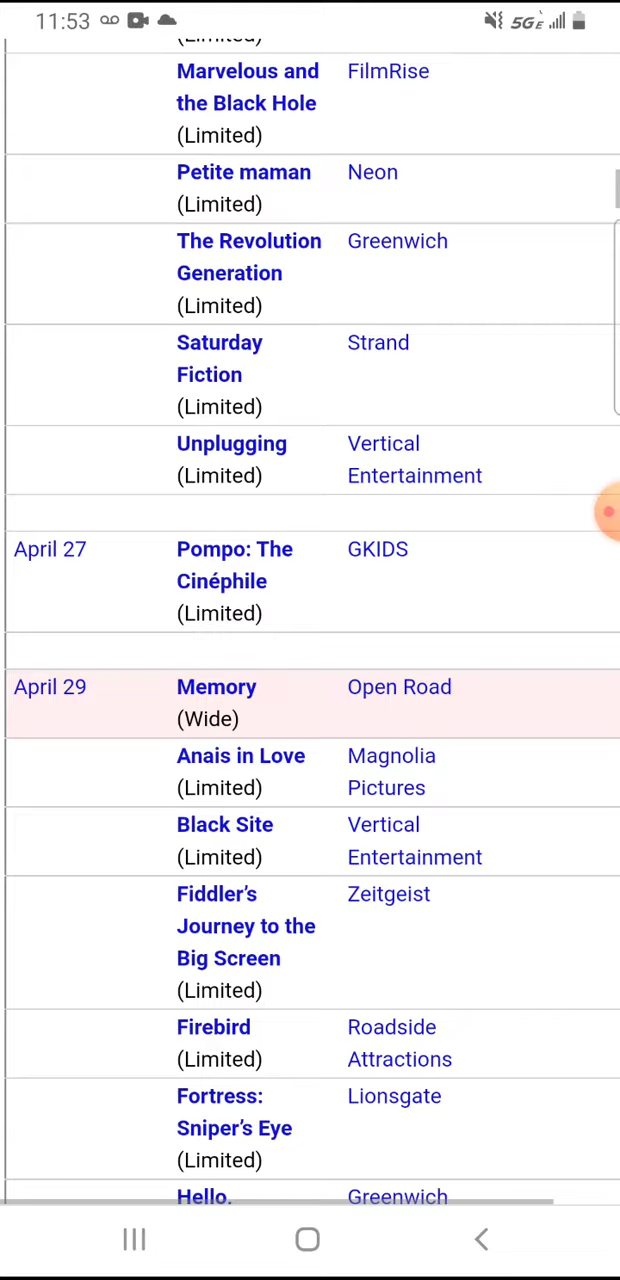 11:53
5GE
(Limited)
Marvelous and
the Black Hole
(Limited)
FilmRise
Petite maman
(Limited)
Neon
The Revolution
Generation
(Limited)
Greenwich
Saturday
Fiction
(Limited)
Strand
Unplugging
(Limited)
Vertical
Entertainment
April 27
Pompo: The
Cinéphile
(Limited)
GKIDS
April 29
Memory
(Wide)
Open Road
Anais in Love
(Limited)
Magnolia
Pictures
Black Site
(Limited)
Vertical
Entertainment
Fiddler’s
Journey to the
Big Screen
(Limited)
Zeitgeist
Firebird
(Limited)
Roadside
Attractions
Fortress:
Sniper’s Eye
(Limited)
Lionsgate
Hello,
Greenwich